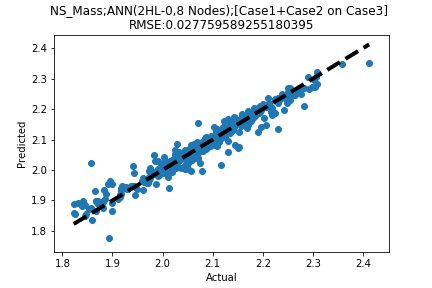 NS_Mass;ANN(2HL-0,8 Nodes);[Case1+Case2 on Case3]
RMSE:0.027759589255180395
2.4
2.3
2.2
2.1
2.0
1.9
1.8
Predicted
1.8 1.9 2.0 2.1 2.2 2.3 2.4
Actual